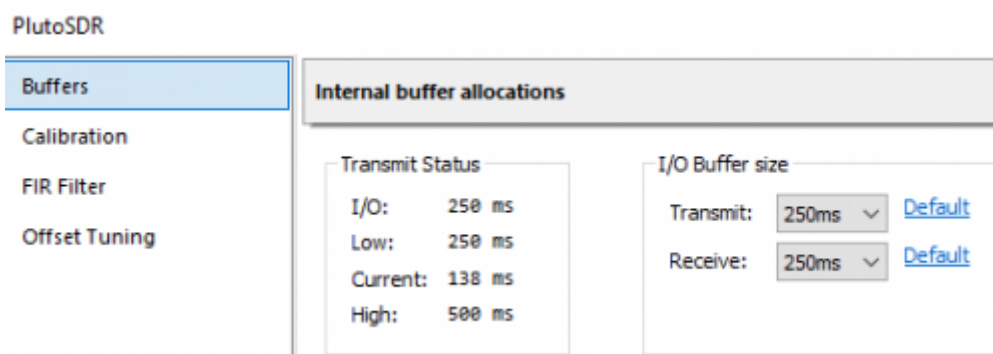 PlutoSDR
Buffers
Calibration
FIR Filter
Offset Tuning
Internal buffer allocations
Transmit Status
I/O: 250 ms
Low: 250 ms
Current: 138 ms
High: 500 ms
I/O Buffer size
Transmit: 250ms Default
Receive: 250ms Default